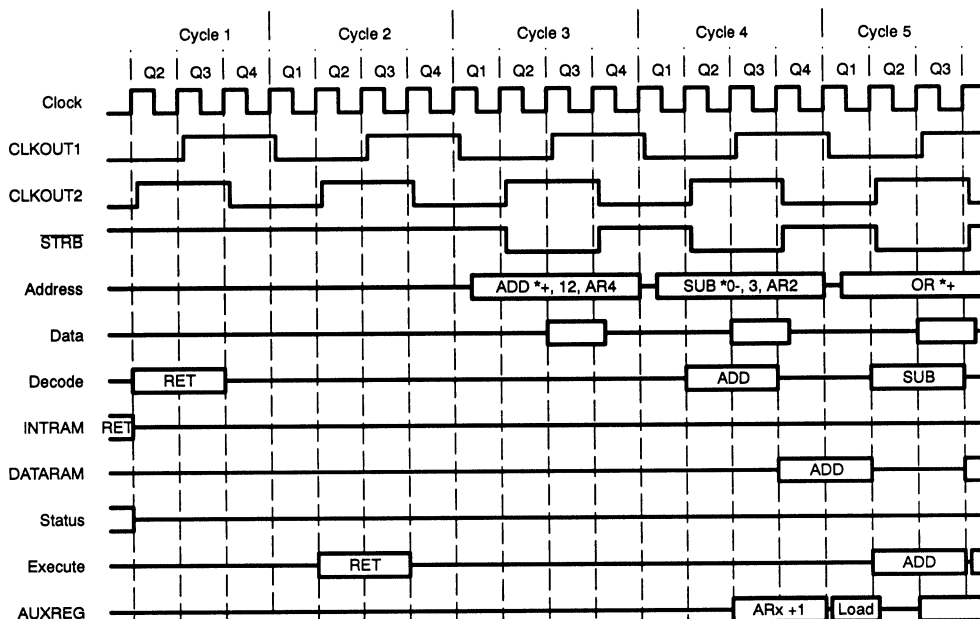 Cycle 1 Cycle 2 Cycle 3 Cycle 4 Cycle 5
Q2 Q3 Q4 Q1 Q2 Q3 Q4 Q1 Q2 Q3 Q4 Q1 Q2 Q3 Q4 Q1 Q2 Q3
Clock
CLKOUT1
CLKOUT2
STRB
Address ADD *+, 12, AR4 SUB *0-, 3, AR2 OR *+
Data
Decode RET ADD SUB
INTRAM RET
DATARAM ADD
Status
Execute RET ADD
AUXREG ARx +1 Load